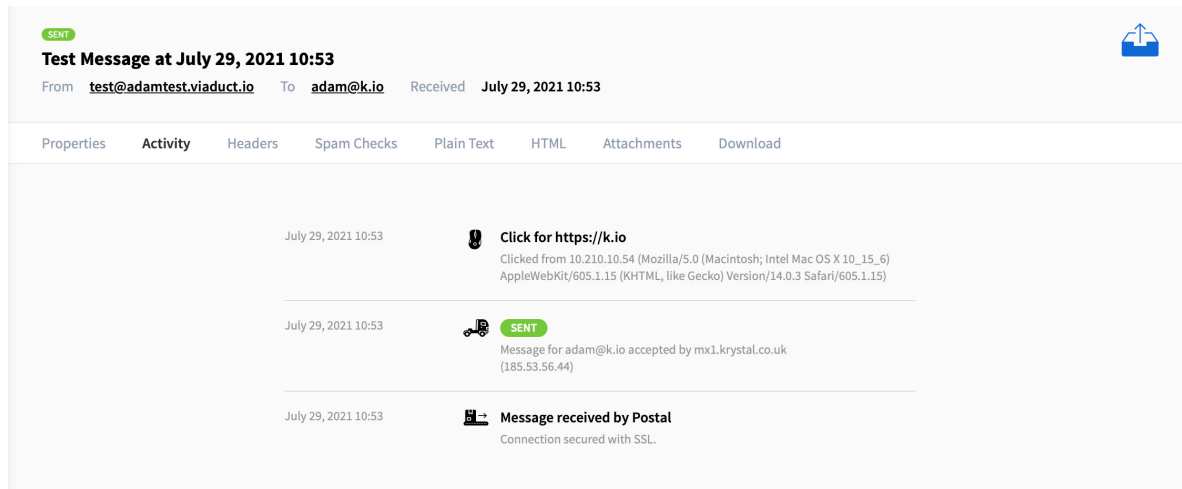 SENT
Test Message at July 29, 2021 10:53
From test@adamtest.viaduct.io To adam@k.io Received July 29, 2021 10:53
Properties Activity Headers Spam Checks Plain Text HTML Attachments Download
July 29, 2021 10:53 Click for https://k.io
Clicked from 10.210.10.54 (Mozilla/5.0 (Macintosh; Intel Mac OS X 10_15_6)
AppleWebKit/605.1.15 (KHTML, like Gecko) Version/14.0.3 Safari/605.1.15)
July 29, 2021 10:53 SENT
Message for adam@k.io accepted by mx1.krystal.co.uk
(185.53.56.44)
July 29, 2021 10:53 Message received by Postal
Connection secured with SSL.